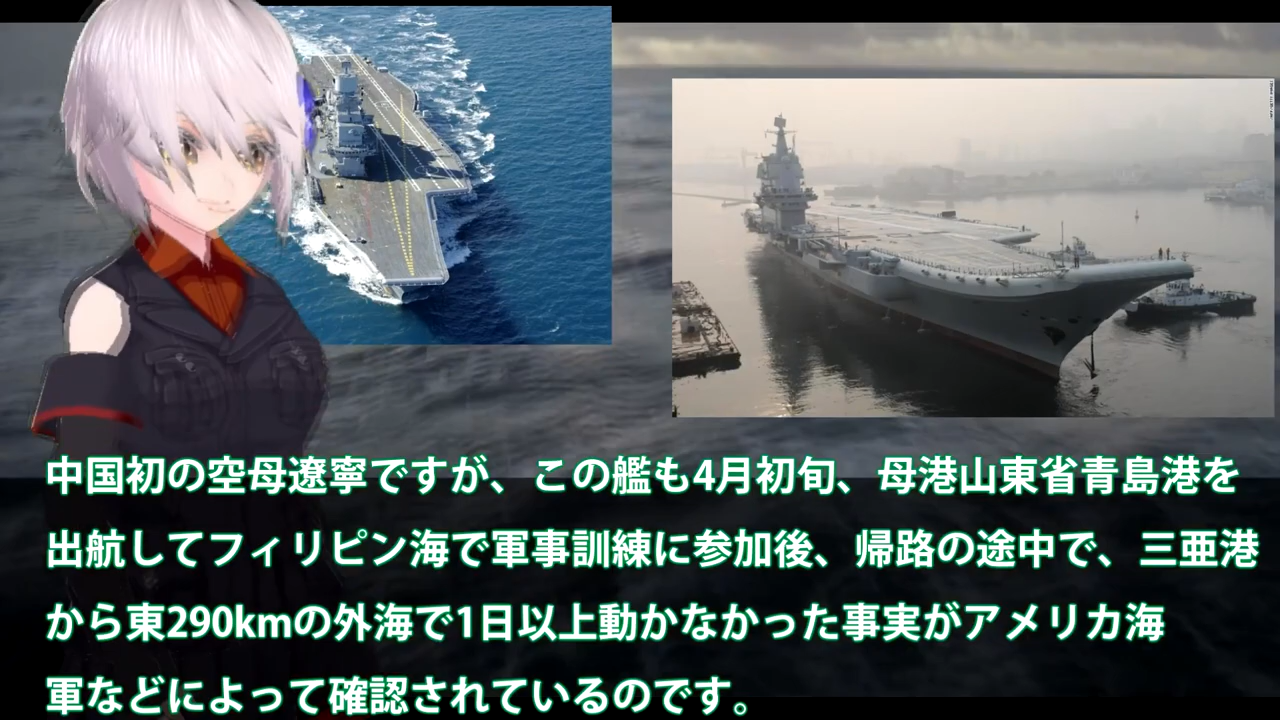 中国初の空母遼寧ですが、この艦も4月初旬、母港山東省青島港を
出航してフィリピン海で軍事訓練に参加後、帰路の途中で、三亜港
から東290kmの外海で1日以上動かなかった事実がアメリカ海
軍などによって確認されているのです。